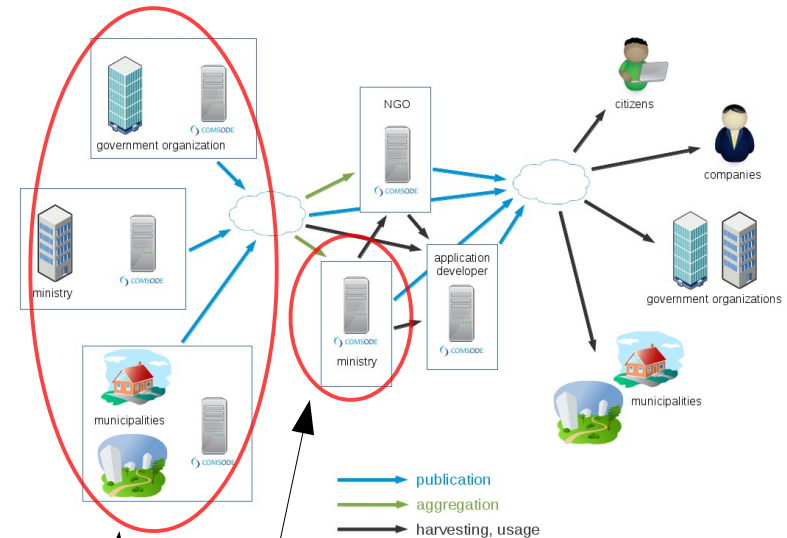 citizens
NGO
COMSODE
government organization
companies
COMSODE
COMSODE
application
developer
ministry
COMSODE
government organizations
COMSODE
COMSODE
ministry
municipalities
municipalities
COMSODE
publication
aggregation
harvesting, usage